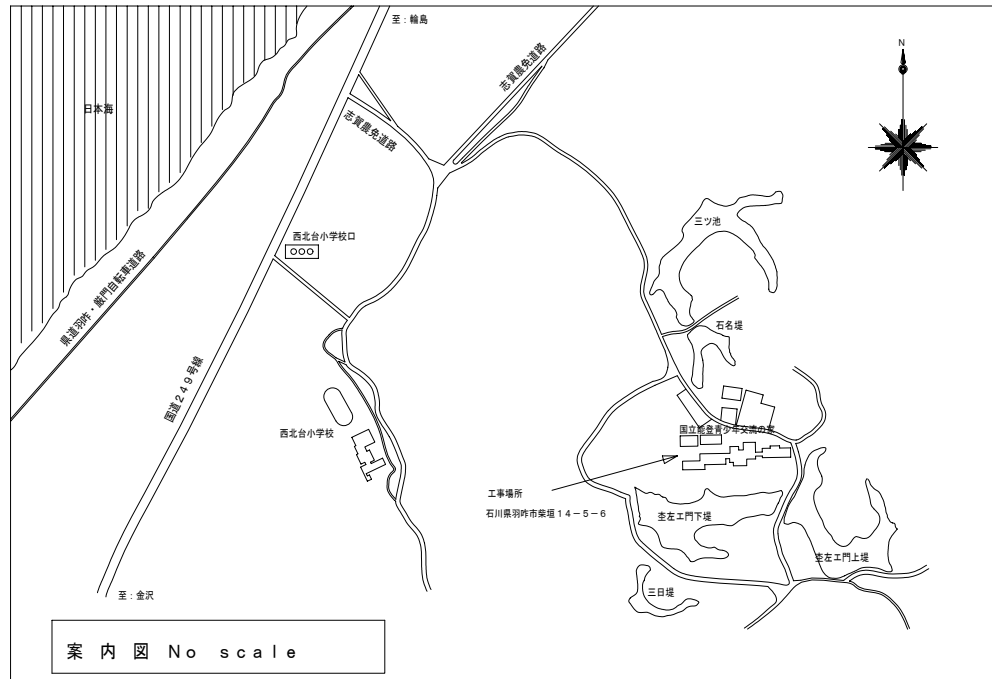 至：輪島
N
志賀農免道路
日本海
志賀農免道路
三ツ池
西北台小学校口
県道羽咋・厳門自転車道路
石名堤
国道２４９号線
西北台小学校
国立能登青少年交流の家
工事場所
石川県羽咋市柴垣１４－５－６
杢左エ門下堤
杢左エ門上堤
三日堤
至：金沢
案 内 図 No scale